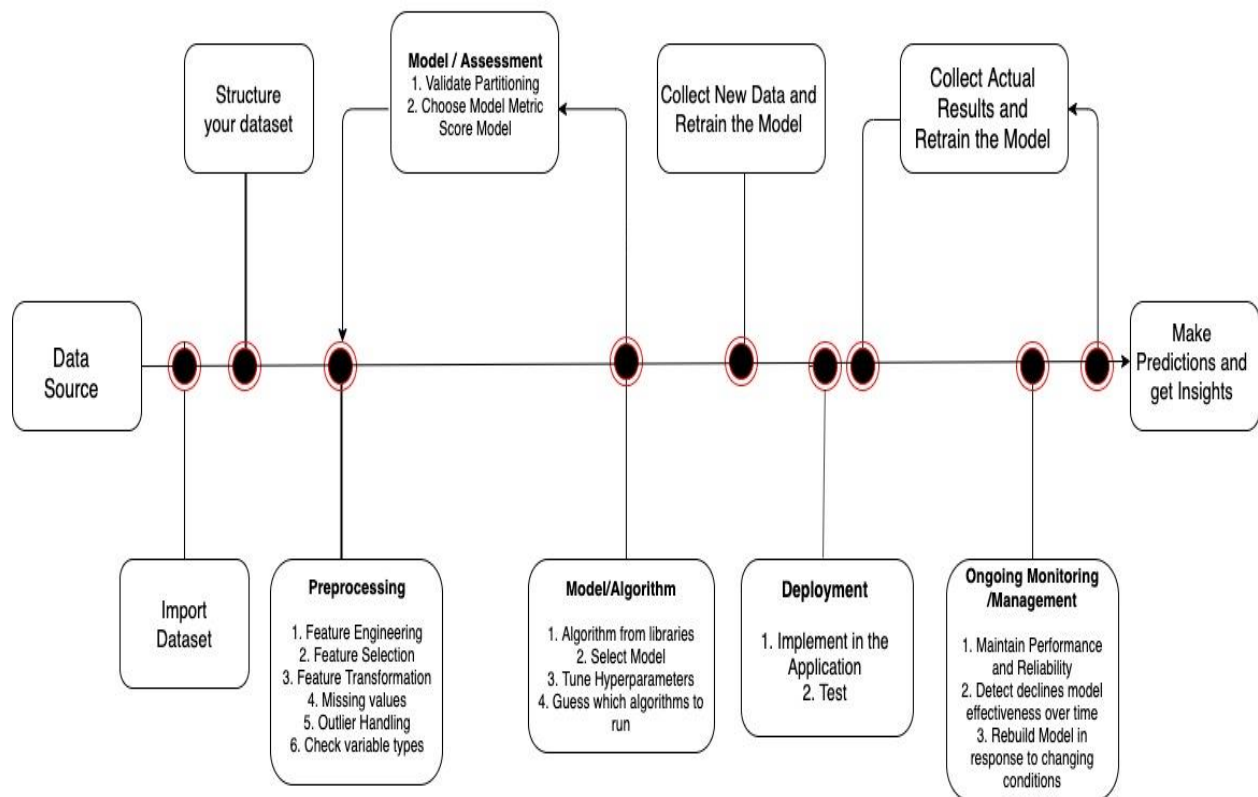 Structure
your dataset
Model / Assessment
1. Validate Partitioning
2. Choose Model Metric
Score Model
Collect New Data and
Retrain the Model
Collect Actual
Results and
Retrain the Model
Data
Source
Make
Predictions and
get Insights
Import
Dataset
Preprocessing
1. Feature Engineering
2. Feature Selection
3. Feature Transformation
4. Missing values
5. Outlier Handling
6. Check variable types
Model/Algorithm
1. Algorithm from libraries
2. Select Model
3. Tune Hyperparameters
4. Guess which algorithms to
run
Deployment
1. Implement in the
Application
2. Test
Ongoing Monitoring
/Management
1. Maintain Performance
and Reliability
2. Detect declines model
effectiveness over time
3. Rebuild Model in
response to changing
conditions